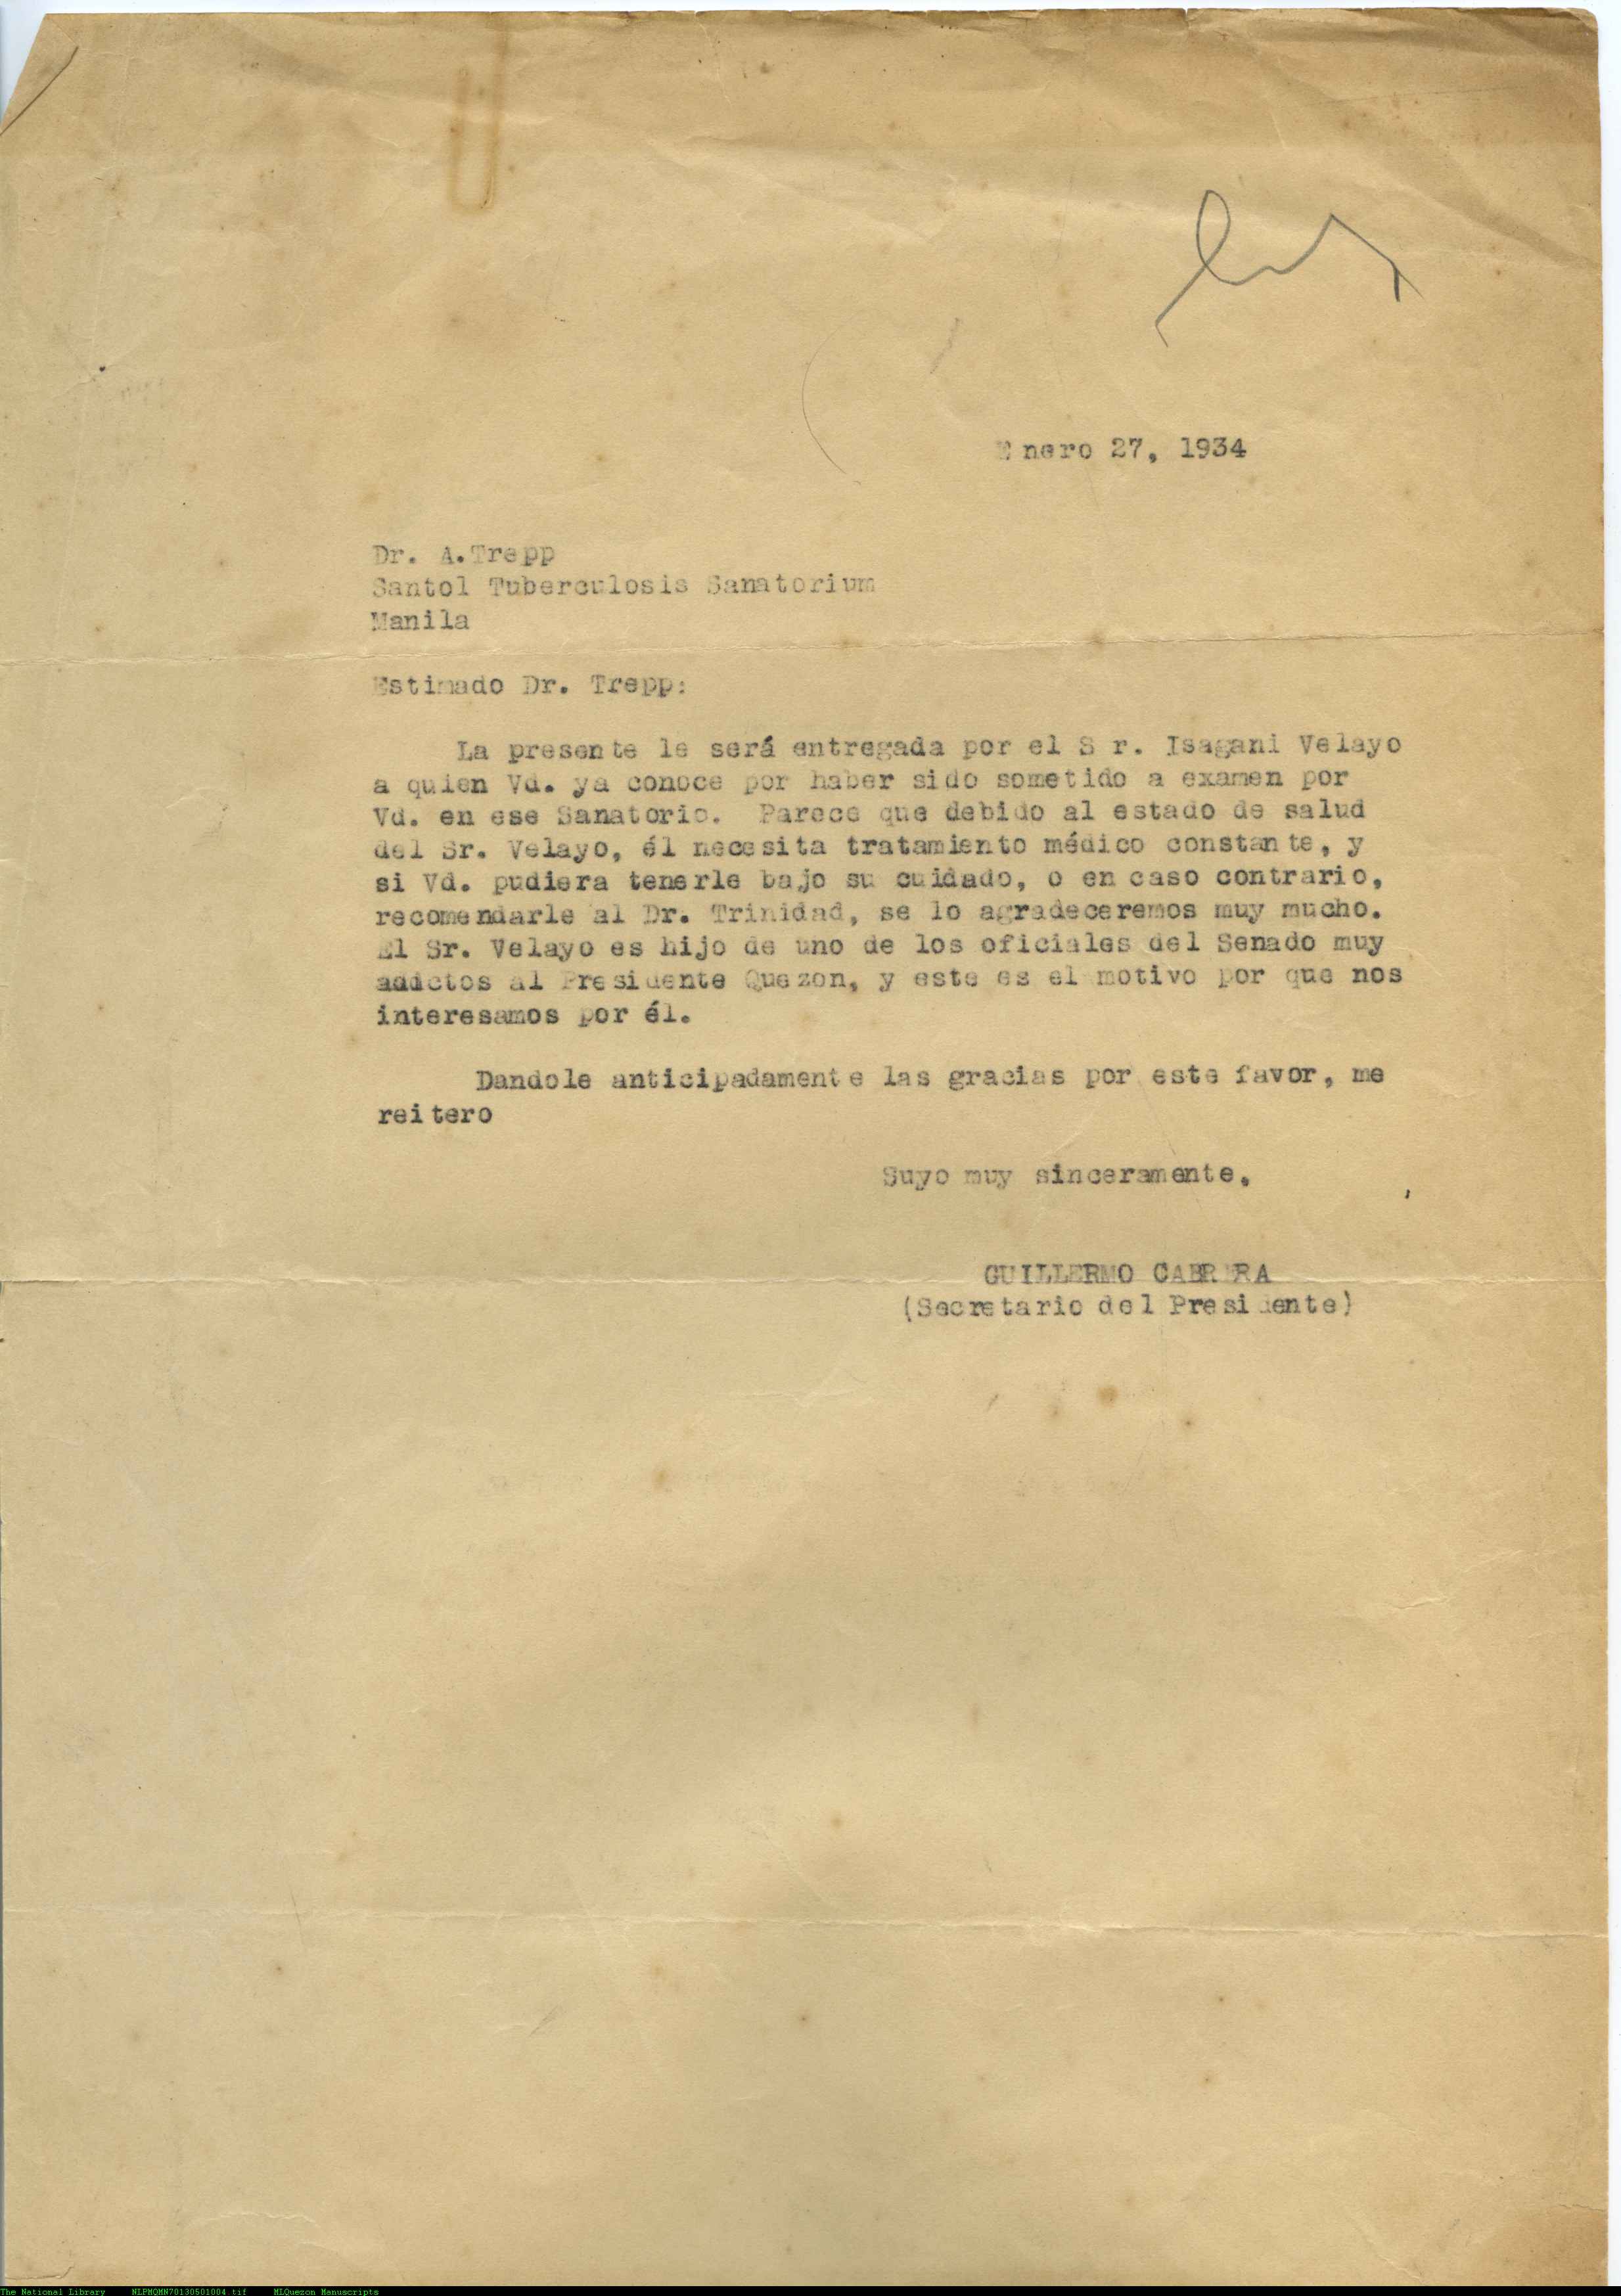 Enero 27, 1934
Dr. A. Trepp
Santol Tuberculosis Sanatorium
Manila
Estimado Dr. Trepp:
La presente le será entregada por el S r. Isagani Velayo
a quien Vd. ya conoce por haber sido sometido a examen por
Vd. en ese Sanatorio. Parece que debido al estado de salud
del Sr. Velayo, él necesita tratamiento médico constante, y
si Vd. pudiera tenerle bajo su cuidado, o en caso contrario,
recomendarle al Dr. Trinidad, se lo agradeceremos muy mucho.
El Sr. Velayo es hijo de uno de los oficiales del Senado muy
addictos al Presidente Quezon, y este es el motivo por que nos
interesamos por él.
Dandole anticipadamente las gracias por este favor, me
reitero
Suyo muy sinceramente,
GUILLERMO CABRERA
(Secretario del Presidente)
The National Library NLPMQMN70130501004.tif MLQuezon Manuscripts